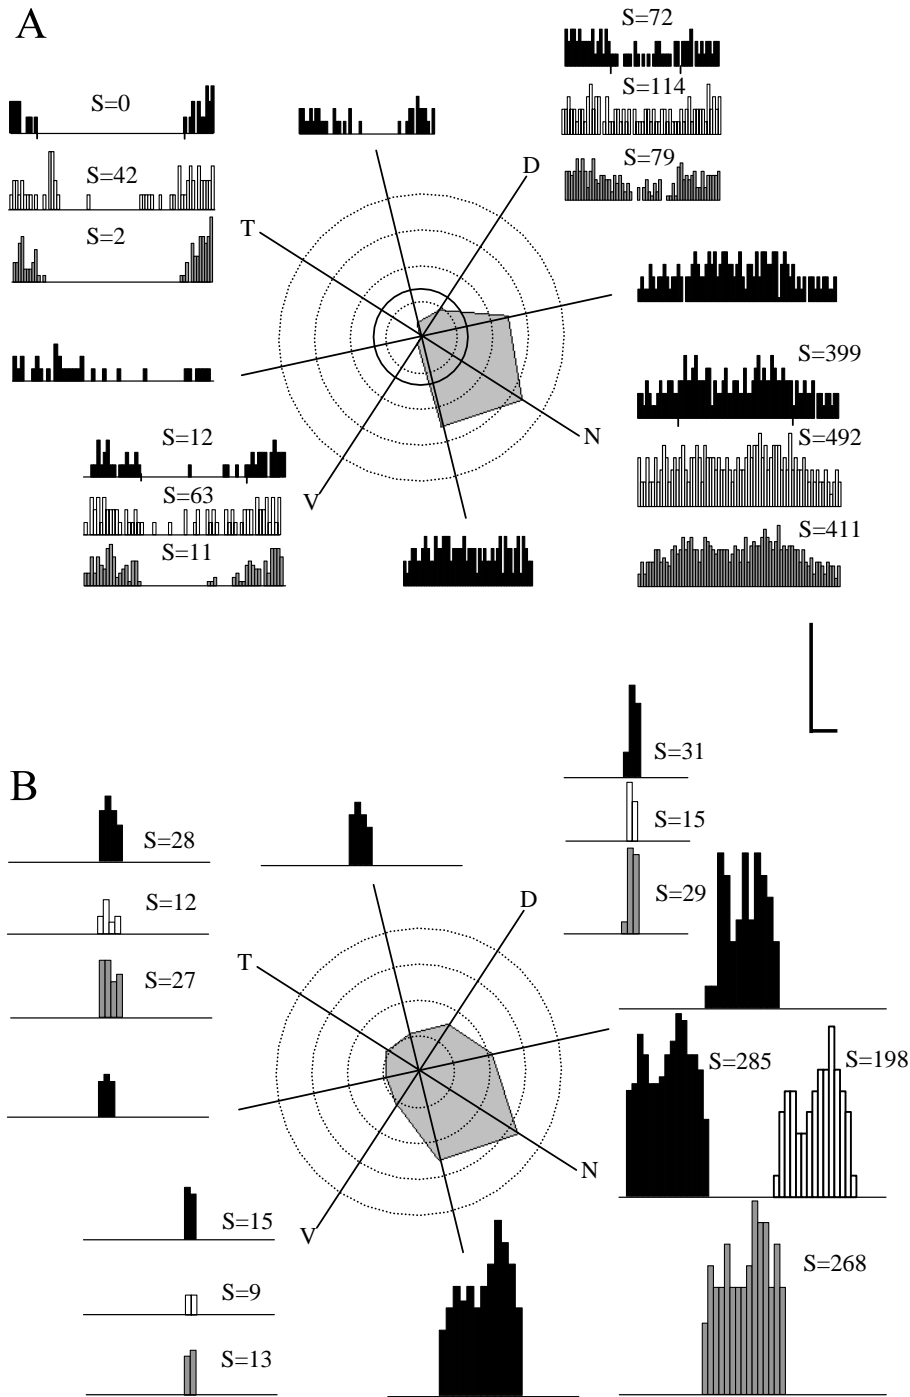 A
S=72
S=0
S=114
S=42
D
S=79
T
S=2
S=399
N
S=12
S=492
S=63
V
S=11
S=411
B
S=31
S=28
S=15
S=12
S=29
D
T
S=27
S=285
S=198
N
S=15
V
S=268
S=9
S=13